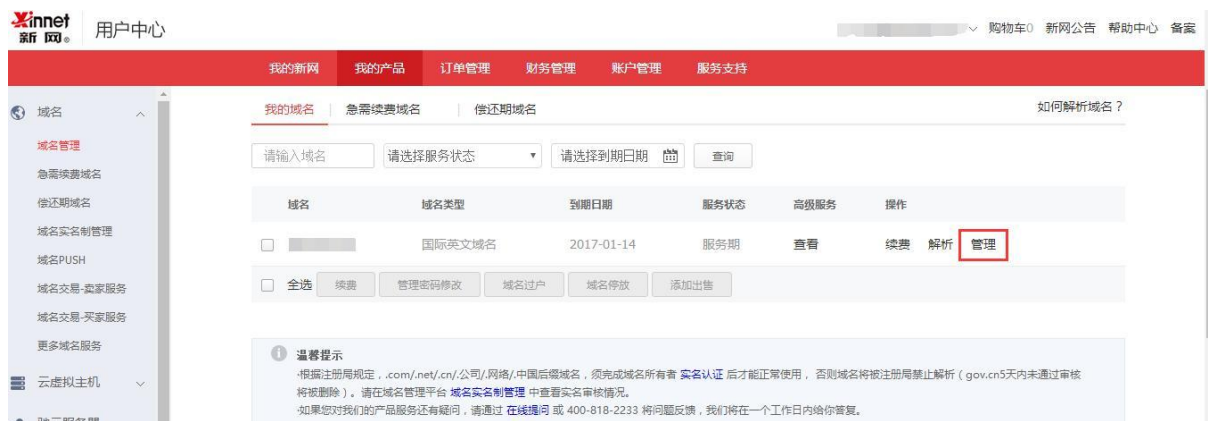 Xinnet
新网® 用户中心 购物车0 新网公告 帮助中心 备案
我的新网 我的产品 订单管理 财务管理 账户管理 服务支持
域名
域名管理
急需续费域名
偿还期域名
域名实名制管理
域名PUSH
域名交易-卖家服务
域名交易-买家服务
更多域名服务
云虚拟主机
我的域名 急需续费域名 偿还期域名 如何解析域名?
请输入域名 请选择服务状态 请选择到期日期 查询
域名 域名类型 到期日期 服务状态 高级服务 操作
国际英文域名 2017-01-14 服务期 查看 续费 解析 管理
全选 续费 管理密码修改 域名过户 域名停放 添加出售
温馨提示
·根据注册局规定，.com/.net/.cn/.公司/.网络/.中国后缀域名，须完成域名所有者 实名认证 后才能正常使用， 否则域名将被注册局禁止解析（gov.cn5天内未通过审核
将被删除）。请在域名管理平台 域名实名制管理 中查看实名审核情况。
·如果您对我们的产品服务还有疑问，请通过 在线提问 或 400-818-2233 将问题反馈，我们将在一个工作日内给你答复。